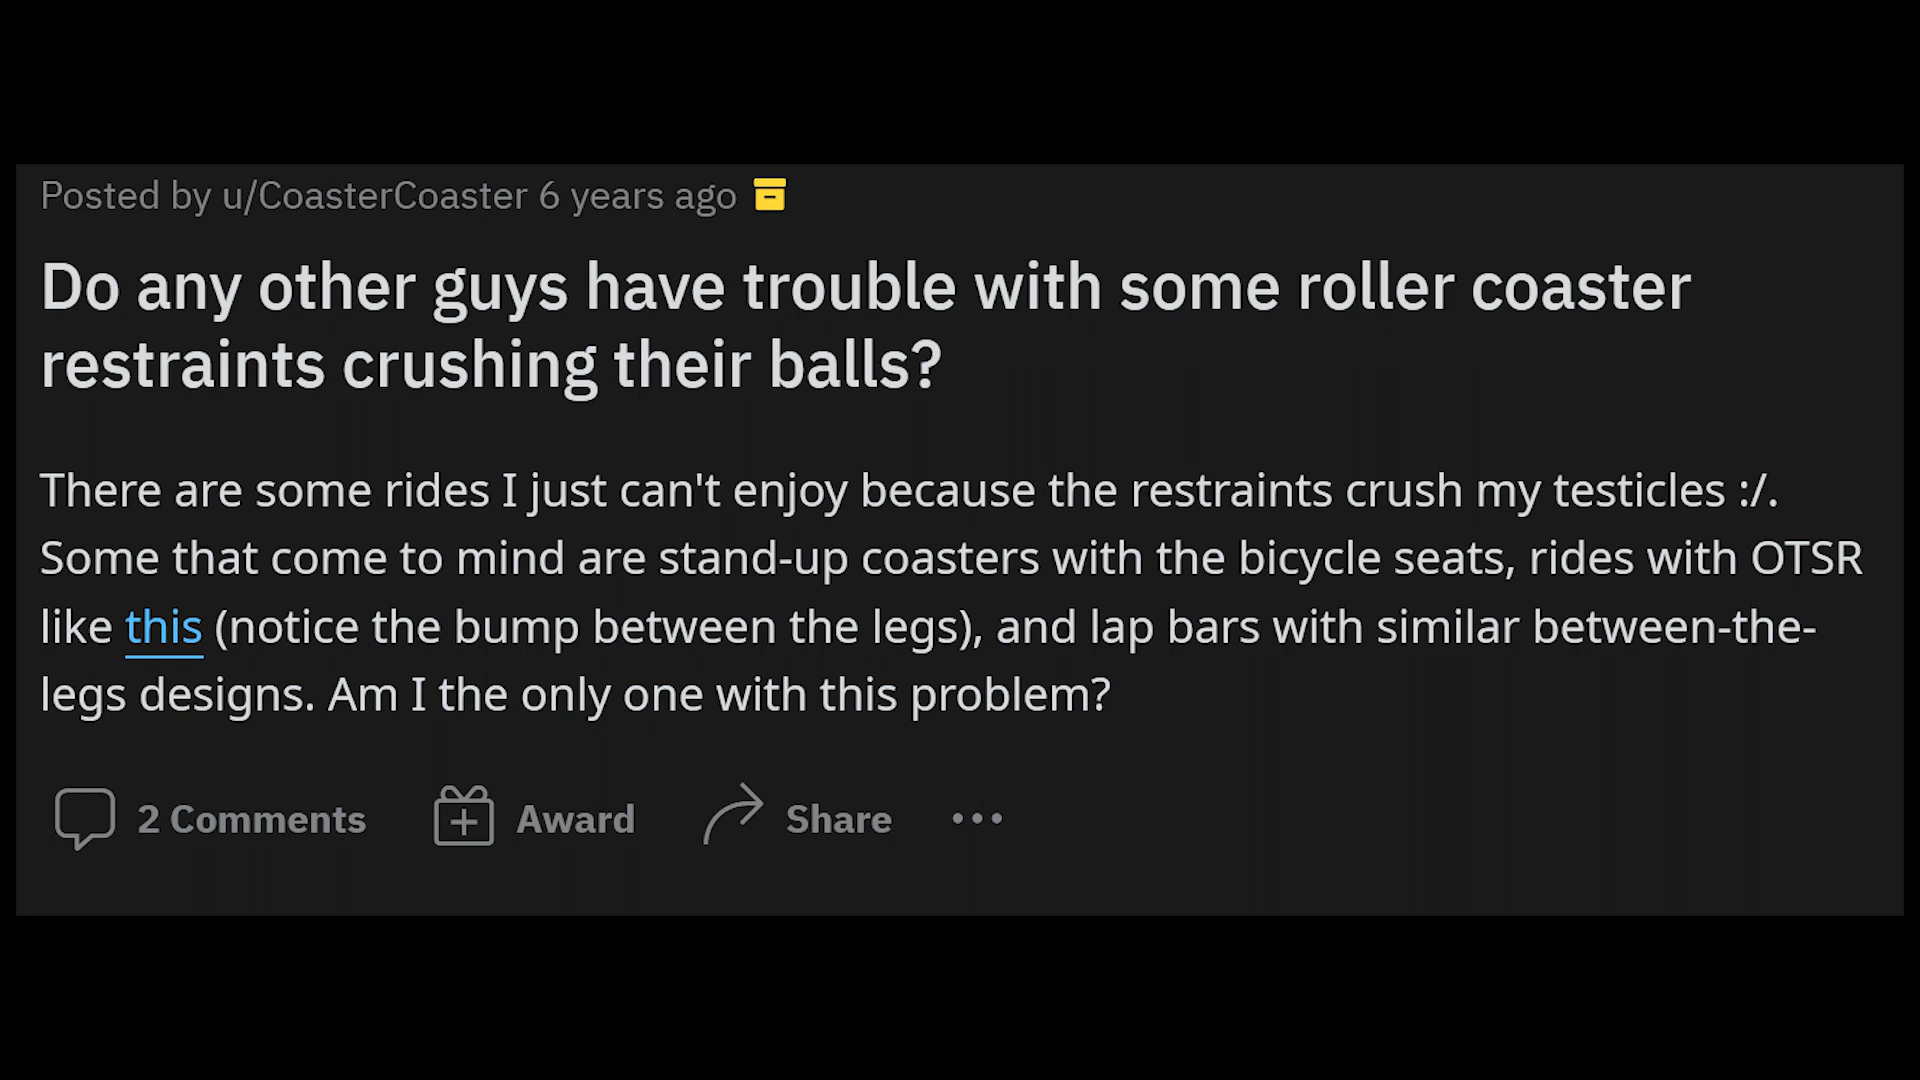 Posted by u/CoasterCoaster 6 years ago
Do any other guys have trouble with some roller coaster
restraints crushing their balls?
There are some rides I just can't enjoy because the restraints crush my testicles :/.
Some that come to mind are stand-up coasters with the bicycle seats, rides with OTSR
like this (notice the bump between the legs), and lap bars with similar between-the-
legs designs. Am I the only one with this problem?
2 Comments Award Share